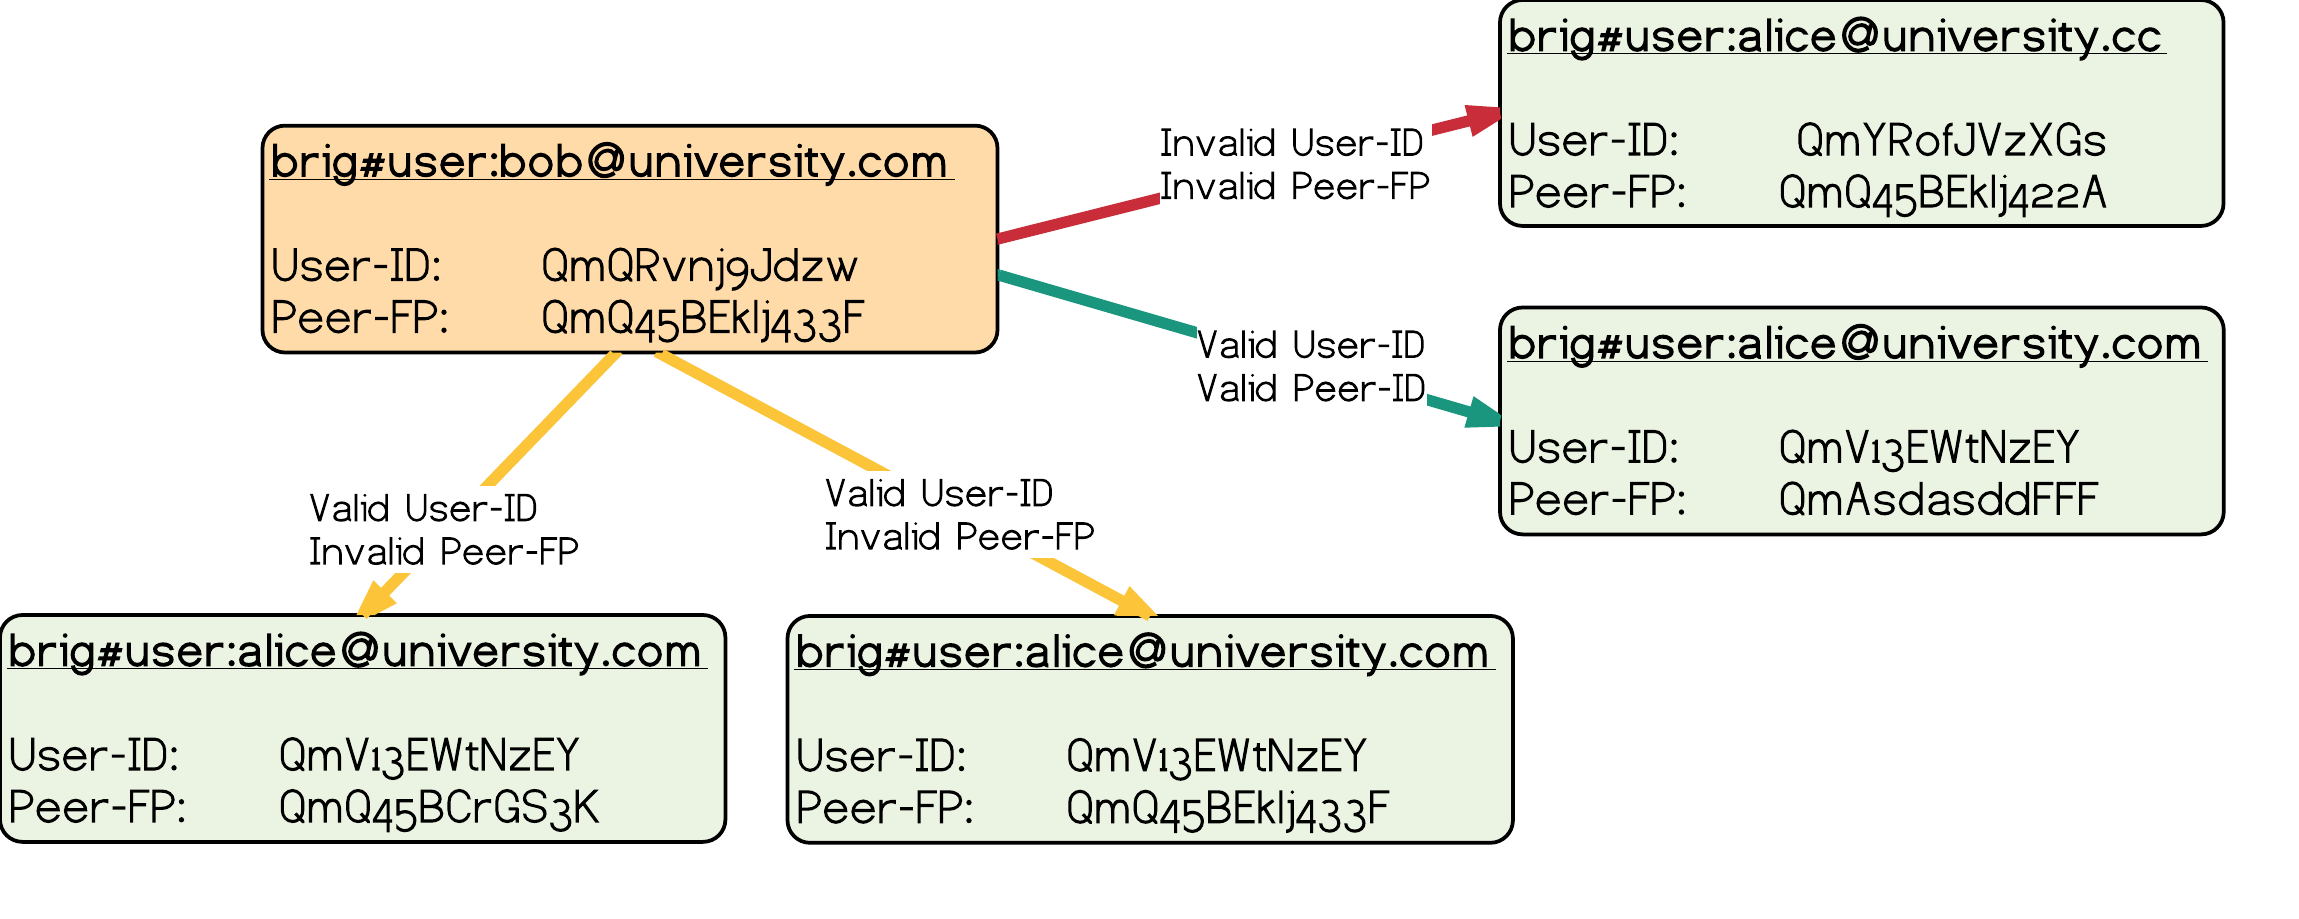 brig#user:alice@university.cc
User-ID: QmYRofJVzXGs
Peer-FP: QmQ45BEkIj422A
brig#user:bob@university.com
User-ID: QmQRvnj9Jdzw
Peer-FP: QmQ45BEkIj433F
Invalid User-ID
Invalid Peer-FP
Valid User-ID
Valid Peer-ID
brig#user:alice@university.com
User-ID: QmV13EWtNzEY
Peer-FP: QmAsdasddFFF
Valid User-ID
Invalid Peer-FP
Valid User-ID
Invalid Peer-FP
brig#user:alice@university.com
User-ID: QmV13EWtNzEY
Peer-FP: QmQ45BCrGS3K
brig#user:alice@university.com
User-ID: QmV13EWtNzEY
Peer-FP: QmQ45BEkIj433F